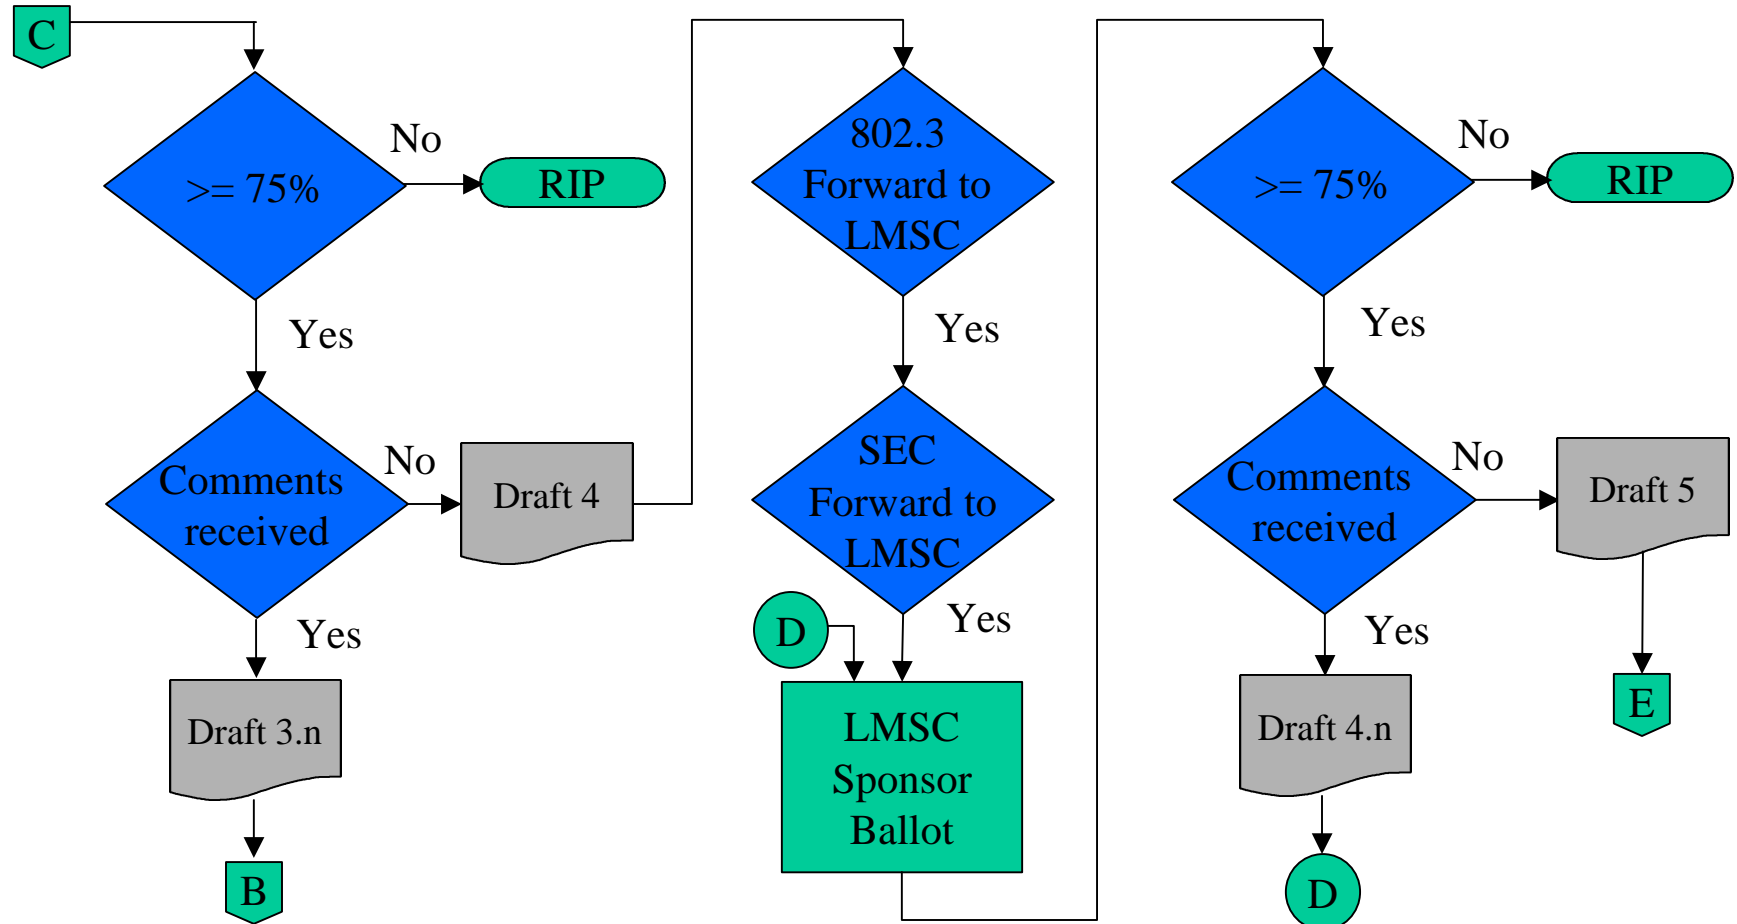 C
>= 75%
No
RIP
Yes
Comments
received
No
Draft 4
Yes
Draft 3.n
B
802.3
Forward to
LMSC
Yes
SEC
Forward to
LMSC
Yes
D
LMSC
Sponsor
Ballot
>= 75%
No
RIP
Yes
Comments
received
No
Draft 5
E
Yes
Draft 4.n
D